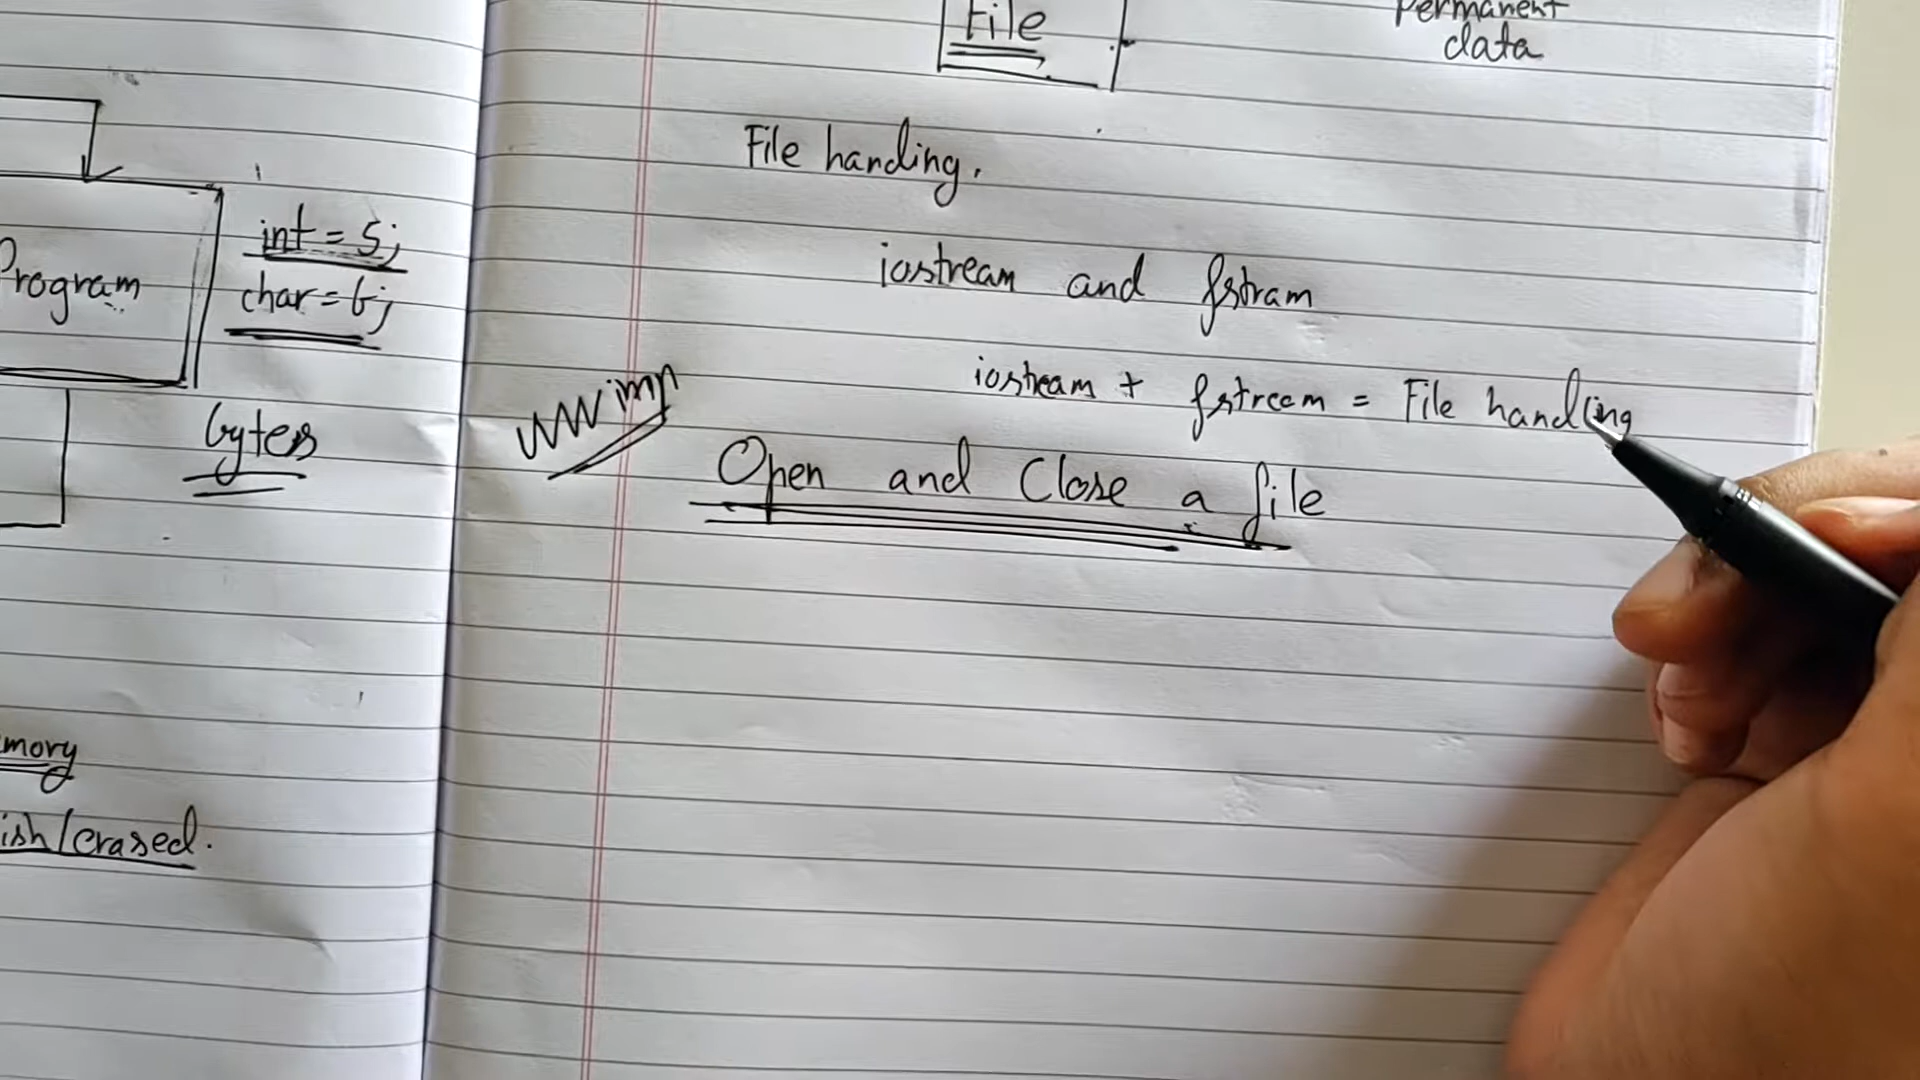 Program
int = 5;
char = 6;
bytes
mory
ish/erased.
File
Permanent
data
File handing.
iostream and fstram
iostream + fstream = File handling
imp
Open and Close a file